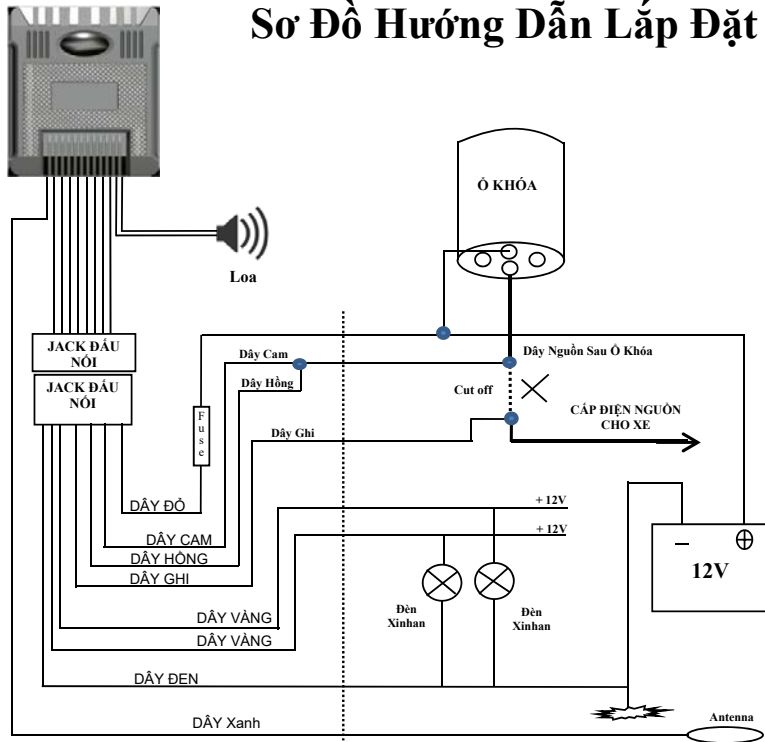 Sơ Đồ Hướng Dẫn Lắp Đặt
Ổ KHÓA
Loa
JACK ĐẤU
NỐI
JACK ĐẤU
NỐI
Dây Cam
Dây Hồng
Dây Nguồn Sau Ổ Khóa
Cut off
CẤP ĐIỆN NGUỒN
CHO XE
Fuse
Dây Ghi
DÂY ĐỎ
+ 12V
+ 12V
DÂY CAM
DÂY HỒNG
DÂY GHI
12V
Đèn
Xinhan
Đèn
Xinhan
DÂY VÀNG
DÂY VÀNG
DÂY ĐEN
DÂY Xanh
Antenna